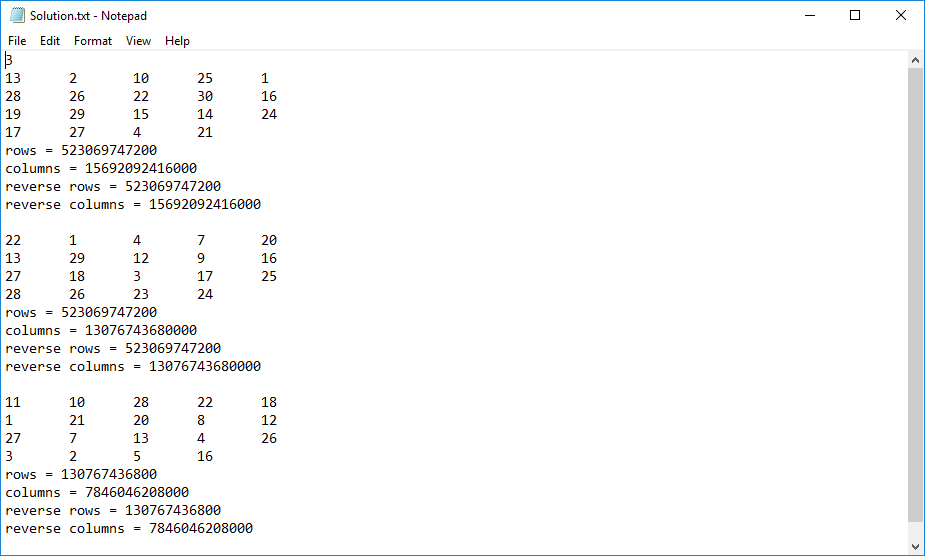 Solution.txt - Notepad
File Edit Format View Help
3
13 2 10 25 1
28 26 22 30 16
19 29 15 14 24
17 27 4 21
rows = 523069747200
columns = 15692092416000
reverse rows = 523069747200
reverse columns = 15692092416000
22 1 4 7 20
13 29 12 9 16
27 18 3 17 25
28 26 23 24
rows = 523069747200
columns = 13076743680000
reverse rows = 523069747200
reverse columns = 13076743680000
11 10 28 22 18
1 21 20 8 12
27 7 13 4 26
3 2 5 16
rows = 130767436800
columns = 7846046208000
reverse rows = 130767436800
reverse columns = 7846046208000